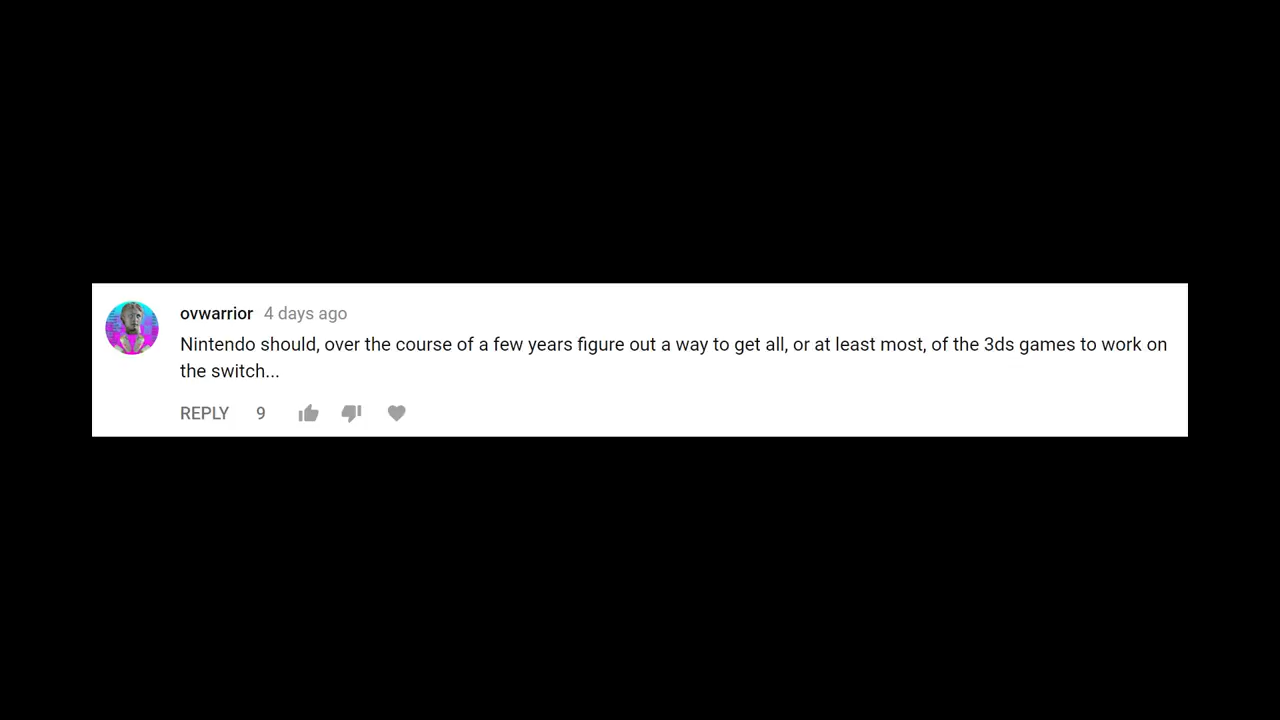 ovwarrior 4 days ago
Nintendo should, over the course of a few years figure out a way to get all, or at least most, of the 3ds games to work on
the switch...
REPLY 9